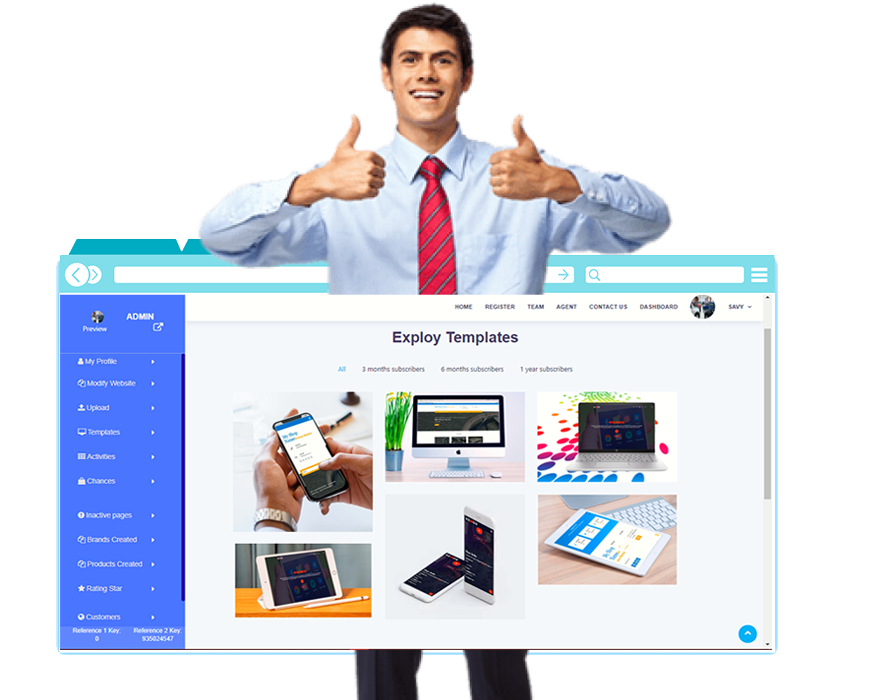 HOME REGISTER TEAM AGENT CONTACT US DASHBOARD SAVY
ADMIN
Preview
Exploy Templates
All 3 months subscribers 6 months subscribers 1 year subscribers
My Profile
Modify Website
Upload
Templates
Activities
Chances
Inactive pages
Brands Created
Products Created
Rating Star
Customers
Reference 1 Key: Reference 2 Key:
0 935024547